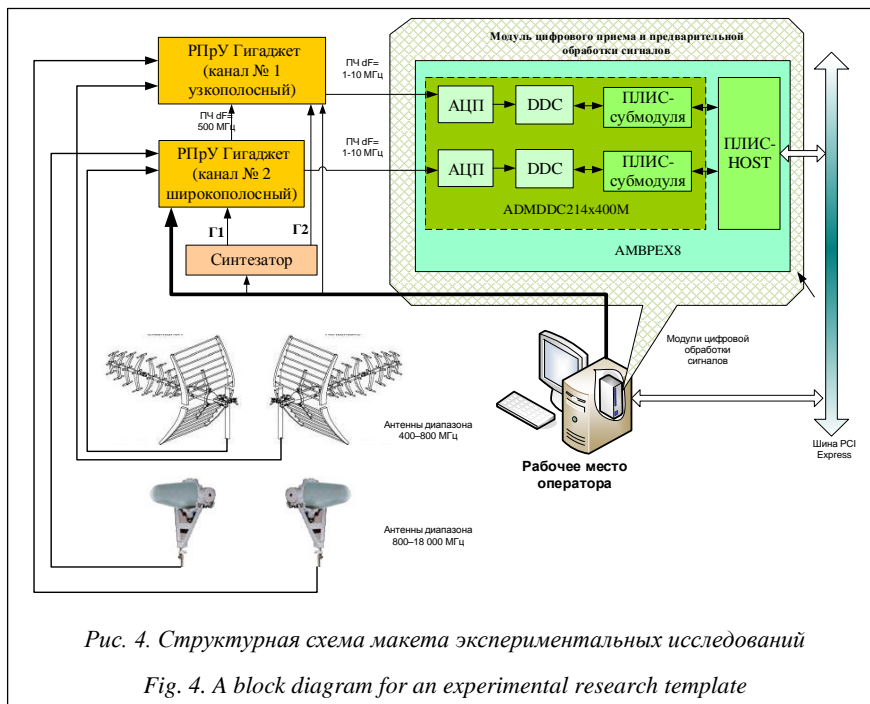 РПрУ Гигаджет
(канал № 1
узкополосный)
ПЧ dF=
1-10 МГц
ПЧ dF=
500 МГц
РПрУ Гигаджет
(канал № 2
широкополосный)
ПЧ dF=
1-10 МГц
Г1
Г2
Синтезатор
Модуль цифрового приема и предварительной
обработки сигналов
АЦП
DDC
ПЛИС-
субмодуля
АЦП
DDC
ПЛИС-
субмодуля
ПЛИС-
HOST
ADMDDC214x400M
AMBPEX8
Модули цифровой
обработки
сигналов
Антенны диапазона
400–800 МГц
Рабочее место
оператора
Шина PCI
Express
Антенны диапазона
800–18 000 МГц
Рис. 4. Структурная схема макета экспериментальных исследований
Fig. 4. A block diagram for an experimental research template